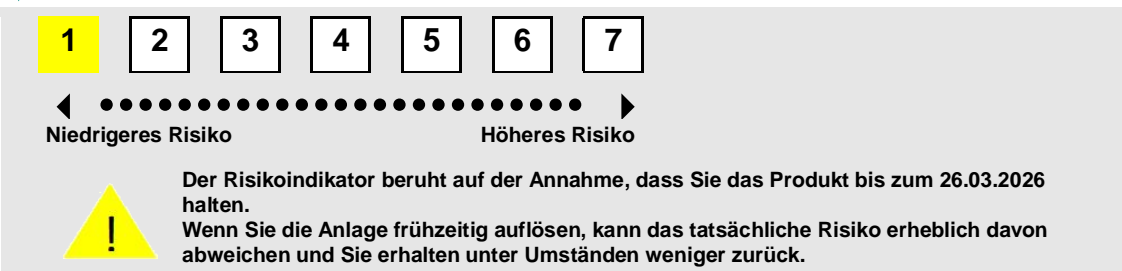 1 2 3 4 5 6 7
Niedrigeres Risiko Höheres Risiko
Der Risikoindikator beruht auf der Annahme, dass Sie das Produkt bis zum 26.03.2026
halten.
Wenn Sie die Anlage frühzeitig auflösen, kann das tatsächliche Risiko erheblich davon
abweichen und Sie erhalten unter Umständen weniger zurück.
!